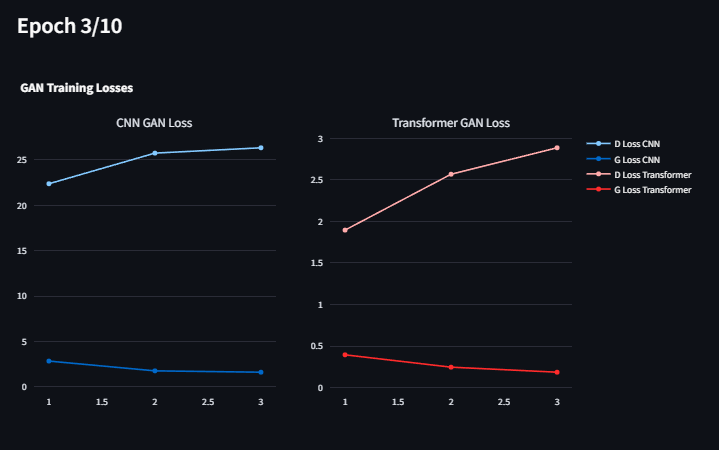 Epoch 3/10
GAN Training Losses
CNN GAN Loss
25
20
15
10
5
0
1
1.5
2
2.5
3
Transformer GAN Loss
3
2.5
2
1.5
1
0.5
0
1
1.5
2
2.5
3
D Loss CNN
G Loss CNN
D Loss Transformer
G Loss Transformer